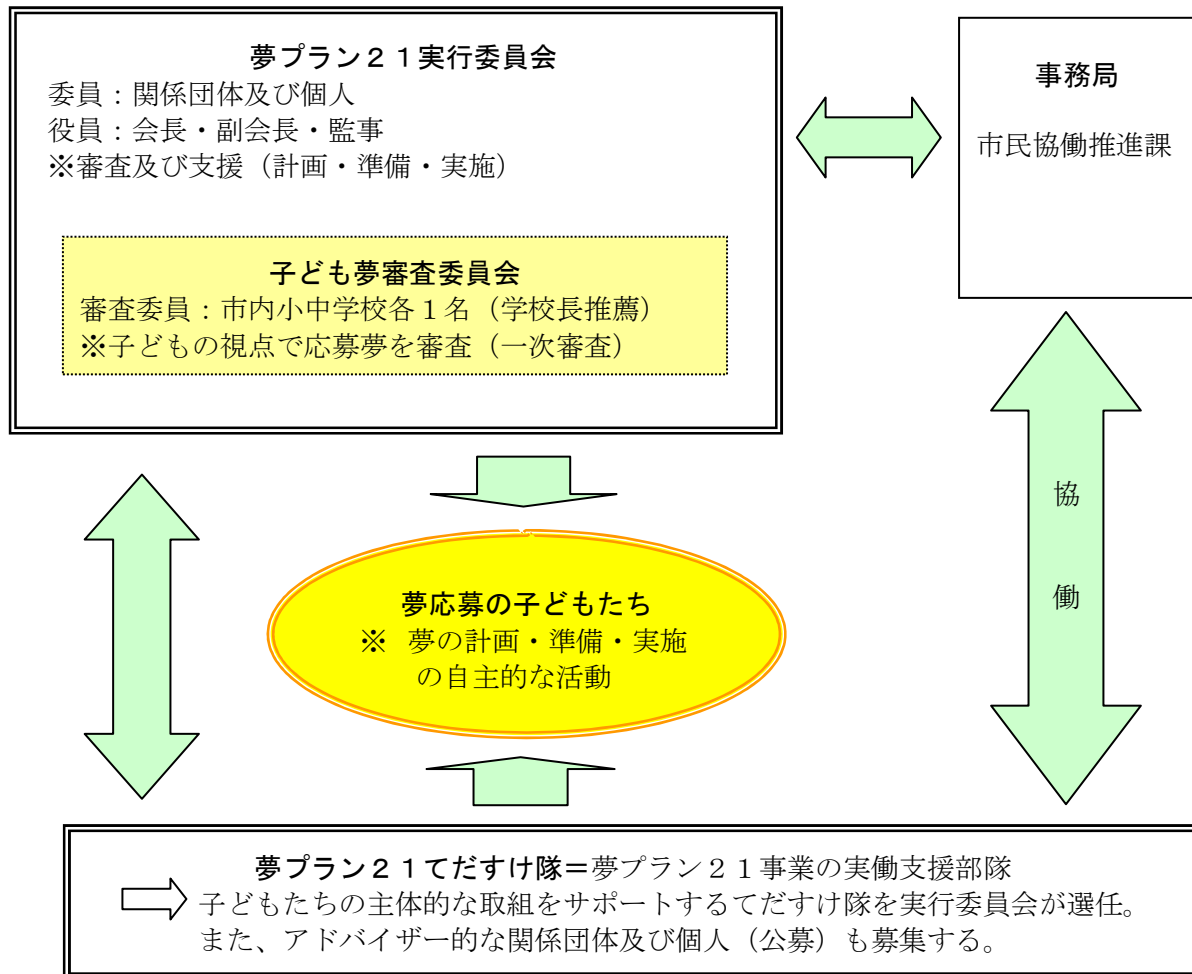 夢プラン２１実行委員会
委員：関係団体及び個人
役員：会長・副会長・監事
※審査及び支援（計画・準備・実施）
子ども夢審査委員会
審査委員：市内小中学校各１名（学校長推薦）
※子どもの視点で応募夢を審査（一次審査）
事務局
市民協働推進課
協
働
夢応募の子どもたち
※　夢の計画・準備・実施
の自主的な活動
夢プラン２１てだすけ隊＝夢プラン２１事業の実働支援部隊
子どもたちの主体的な取組をサポートするてだすけ隊を実行委員会が選任。
また、アドバイザー的な関係団体及び個人（公募）も募集する。